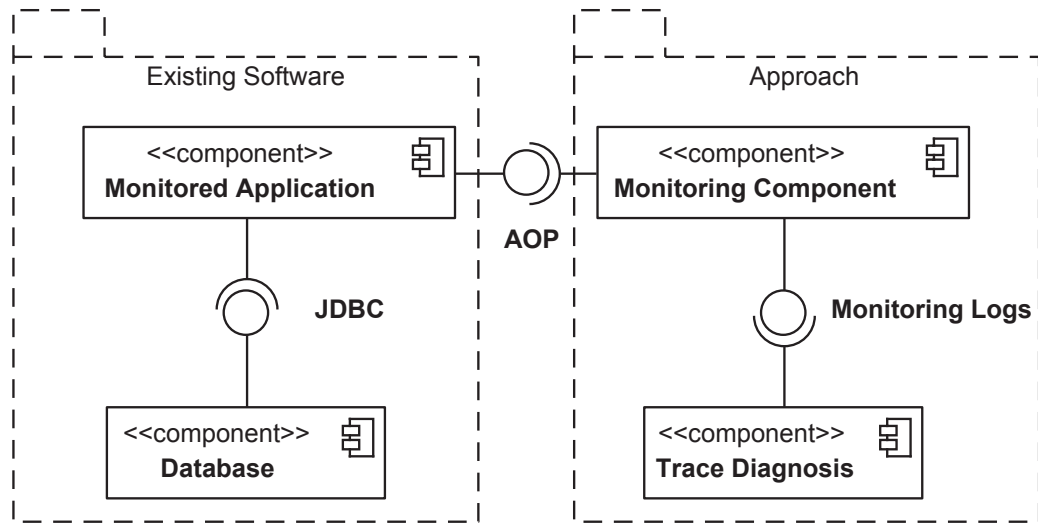 Existing Software
<<component>>
Monitored Application
JDBC
<<component>>
Database
AOP
Approach
<<component>>
Monitoring Component
Monitoring Logs
<<component>>
Trace Diagnosis